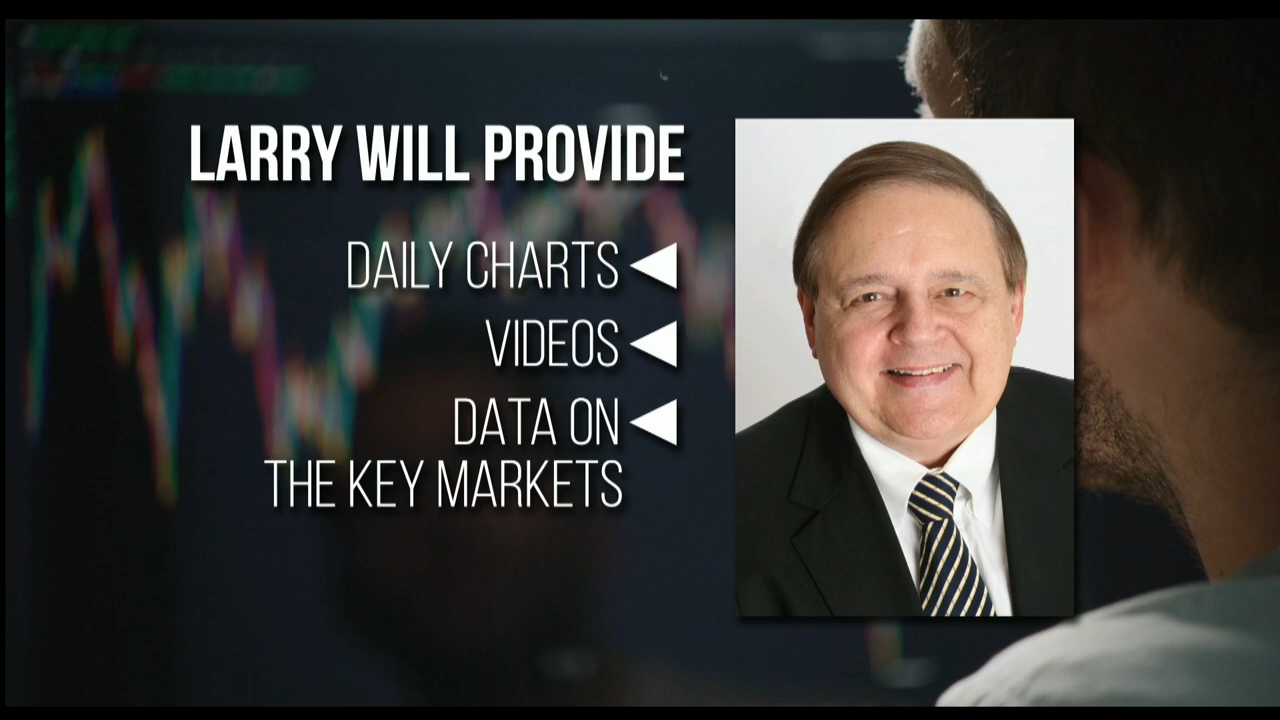 LARRY WILL PROVIDE
DAILY CHARTS
VIDEOS
DATA ON
THE KEY MARKETS